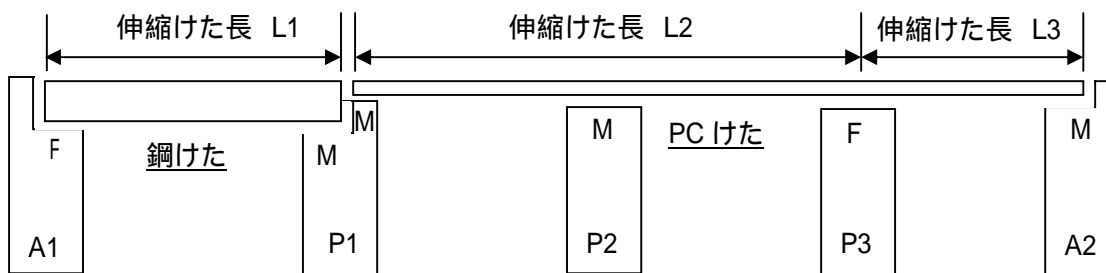 伸縮けた長 L1
伸縮けた長 L2
伸縮けた長 L3
M
F
鋼けた
M
M
PC けた
F
M
A1
P1
P2
P3
A2